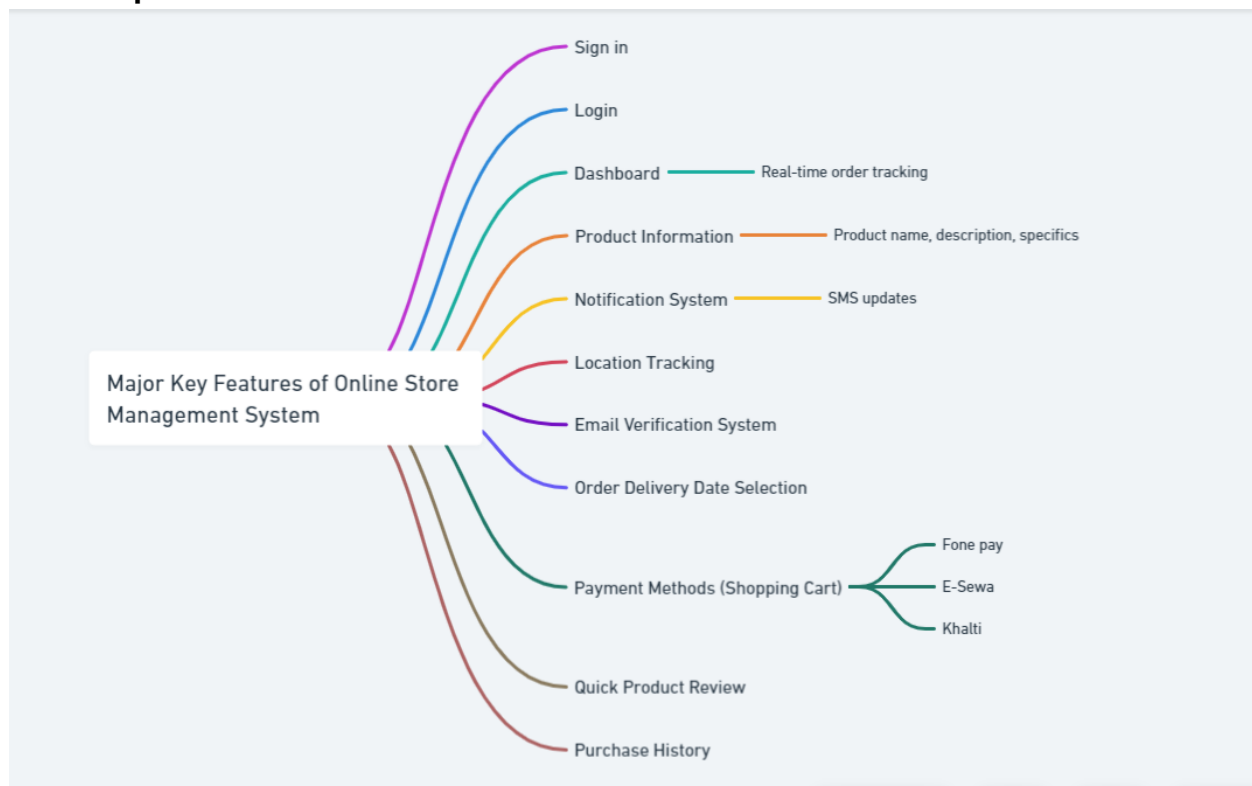 Sign in
Login
Dashboard
Real-time order tracking
Product Information
Product name, description, specifics
Notification System
SMS updates
Location Tracking
Major Key Features of Online Store
Management System
Email Verification System
Order Delivery Date Selection
Payment Methods (Shopping Cart)
Fone pay
E-Sewa
Khalti
Quick Product Review
Purchase History